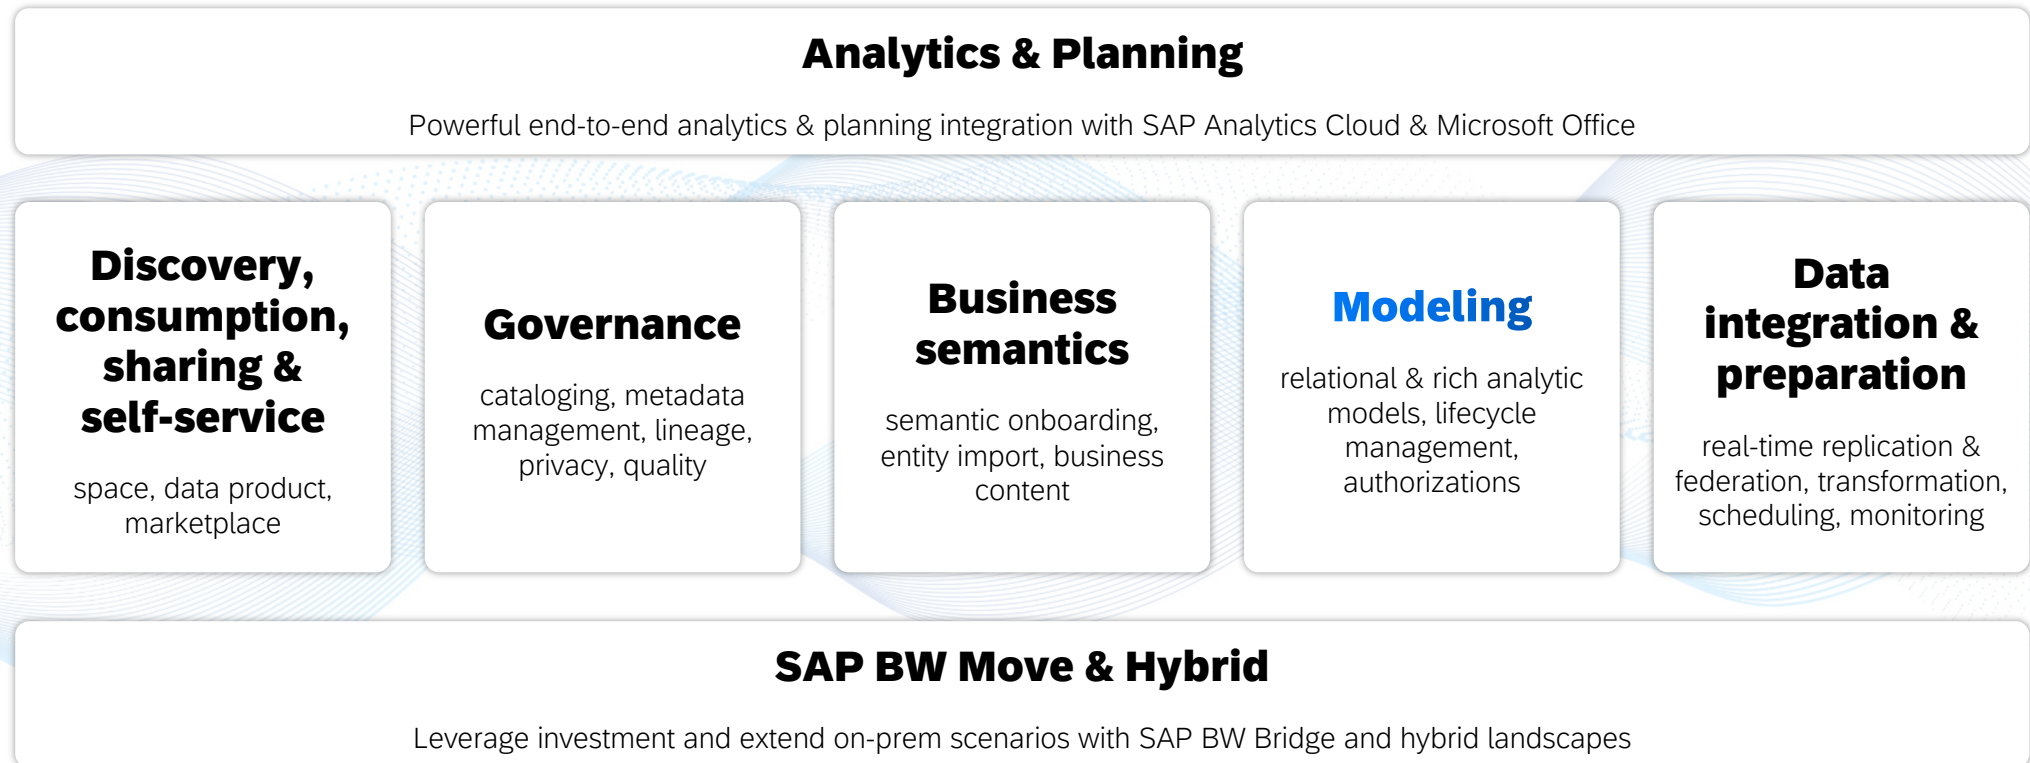 Analytics & Planning
Powerful end-to-end analytics & planning integration with SAP Analytics Cloud & Microsoft Office
Discovery,
consumption,
sharing &
self-service
space, data product,
marketplace
Governance
cataloging, metadata
management, lineage,
privacy, quality
Business
semantics
semantic onboarding,
entity import, business
content
Modeling
relational & rich analytic
models, lifecycle
management,
authorizations
Data
integration &
preparation
real-time replication &
federation, transformation,
scheduling, monitoring
SAP BW Move & Hybrid
Leverage investment and extend on-prem scenarios with SAP BW Bridge and hybrid landscapes